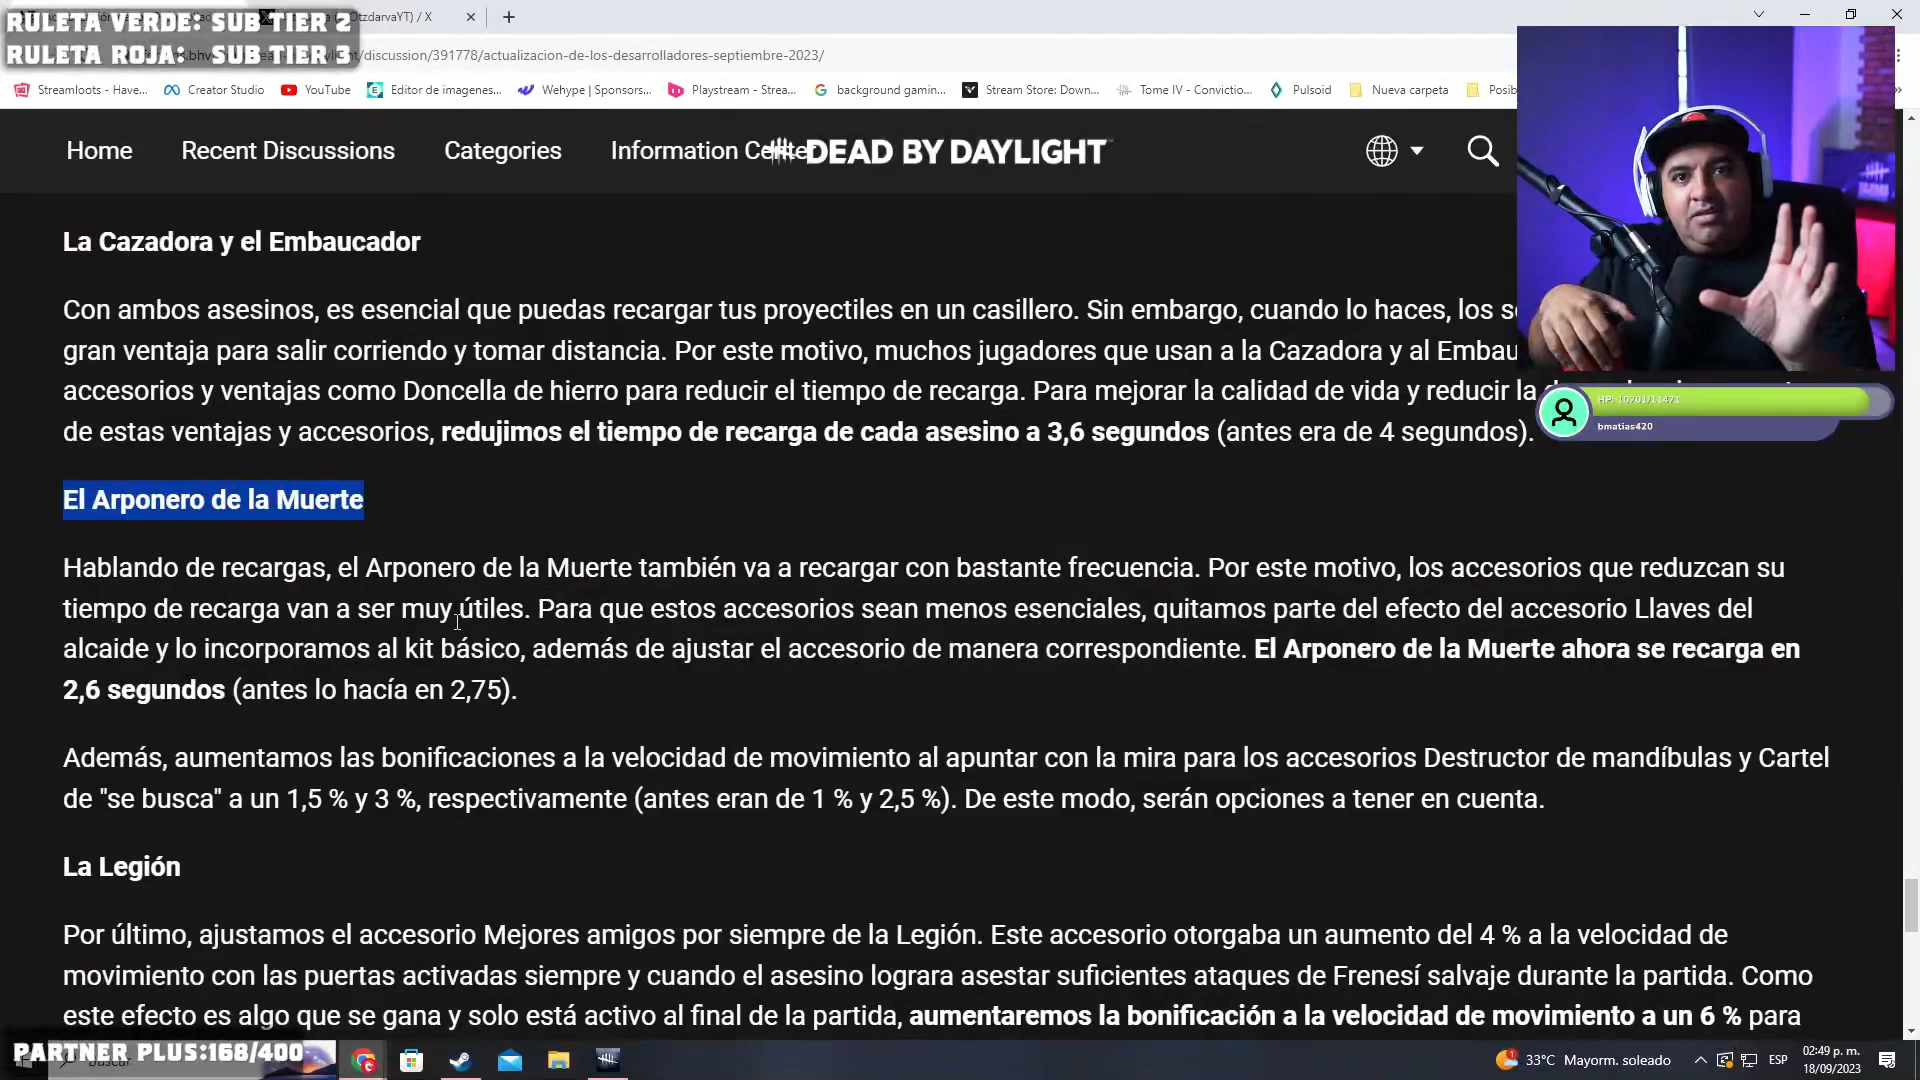 RULETA VERDE: SUB TIER 2
OtzdarvaYT) / X
RULETA ROJA: SUB TIER 3
/discussion/391778/actualizacion-de-los-desarrolladores-septiembre-2023/
Streamloots - Have... Creator Studio YouTube Editor de imagenes... Wehype | Sponsors... Playstream - Strea... background gamin... Stream Store: Down... Tome IV - Convictio... Pulsoid Nueva carpeta Posib
Home Recent Discussions Categories Information Center DEAD BY DAYLIGHT
La Cazadora y el Embaucador
Con ambos asesinos, es esencial que puedas recargar tus proyectiles en un casillero. Sin embargo, cuando lo haces, los
gran ventaja para salir corriendo y tomar distancia. Por este motivo, muchos jugadores que usan a la Cazadora y al Embau
accesorios y ventajas como Doncella de hierro para reducir el tiempo de recarga. Para mejorar la calidad de vida y reducir la
de estas ventajas y accesorios, redujimos el tiempo de recarga de cada asesino a 3,6 segundos (antes era de 4 segundos).
HP: 10701/11471
bmatias420
El Arponero de la Muerte
Hablando de recargas, el Arponero de la Muerte también va a recargar con bastante frecuencia. Por este motivo, los accesorios que reduzcan su
tiempo de recarga van a ser muy útiles. Para que estos accesorios sean menos esenciales, quitamos parte del efecto del accesorio Llaves del
alcaide y lo incorporamos al kit básico, además de ajustar el accesorio de manera correspondiente. El Arponero de la Muerte ahora se recarga en
2,6 segundos (antes lo hacía en 2,75).
Además, aumentamos las bonificaciones a la velocidad de movimiento al apuntar con la mira para los accesorios Destructor de mandíbulas y Cartel
de "se busca" a un 1,5 % y 3 %, respectivamente (antes eran de 1 % y 2,5 %). De este modo, serán opciones a tener en cuenta.
La Legión
Por último, ajustamos el accesorio Mejores amigos por siempre de la Legión. Este accesorio otorgaba un aumento del 4 % a la velocidad de
movimiento con las puertas activadas siempre y cuando el asesino lograra asestar suficientes ataques de Frenesí salvaje durante la partida. Como
este efecto es algo que se gana y solo está activo al final de la partida, aumentaremos la bonificación a la velocidad de movimiento a un 6 % para
PARTNER PLUS:168/400
Buscar
33°C Mayorm. soleado
ESP
02:49 p. m.
18/09/2023